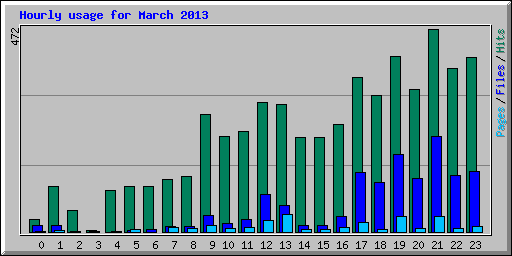 Hourly usage for March 2013
472
Pages / Files / Hits
0 1 2 3 4 5 6 7 8 9 10 11 12 13 14 15 16 17 18 19 20 21 22 23